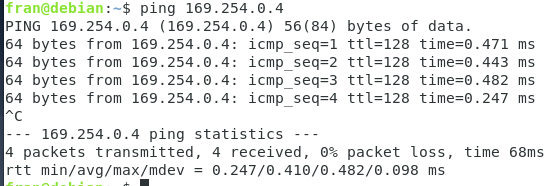 fran@debian:~$ ping 169.254.0.4
PING 169.254.0.4 (169.254.0.4) 56(84) bytes of data.
64 bytes from 169.254.0.4: icmp_seq=1 ttl=128 time=0.471 ms
64 bytes from 169.254.0.4: icmp_seq=2 ttl=128 time=0.443 ms
64 bytes from 169.254.0.4: icmp_seq=3 ttl=128 time=0.482 ms
64 bytes from 169.254.0.4: icmp_seq=4 ttl=128 time=0.247 ms
^C
--- 169.254.0.4 ping statistics ---
4 packets transmitted, 4 received, 0% packet loss, time 68ms
rtt min/avg/max/mdev = 0.247/0.410/0.482/0.098 ms
fran@debian:~$